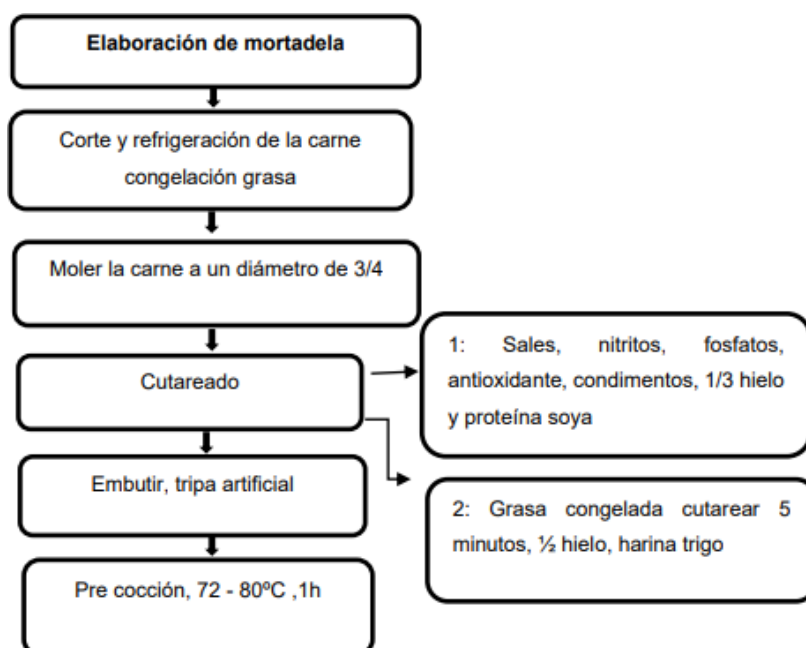 Elaboración de mortadela
Corte y refrigeración de la carne
congelación grasa
Moler la carne a un diámetro de 3/4
Cutareado
1: Sales, nitritos, fosfatos,
antioxidante, condimentos, 1/3 hielo
y proteína soya
Embutir, tripa artificial
2: Grasa congelada cutarear 5
minutos, ½ hielo, harina trigo
Pre cocción, 72 - 80ºC ,1h